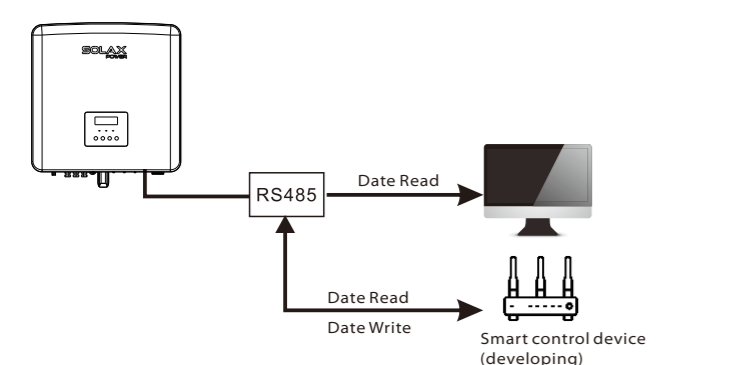 SOLAX
POWER
RS485
Date Read
Date Read
Date Write
Smart control device
(developing)